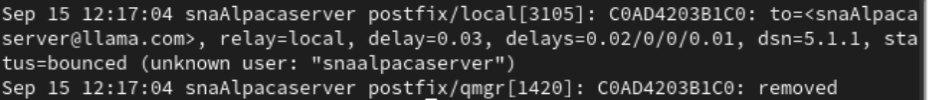 Sep 15 12:17:04 snaAlpacaserver postfix/local[3105]: C0AD4203B1C0: to=<snaAlpaca
server@llama.com>, relay=local, delay=0.03, delays=0.02/0/0/0.01, dsn=5.1.1, sta
tus=bounced (unknown user: "snaalpacaserver")
Sep 15 12:17:04 snaAlpacaserver postfix/qmgr[1420]: C0AD4203B1C0: removed